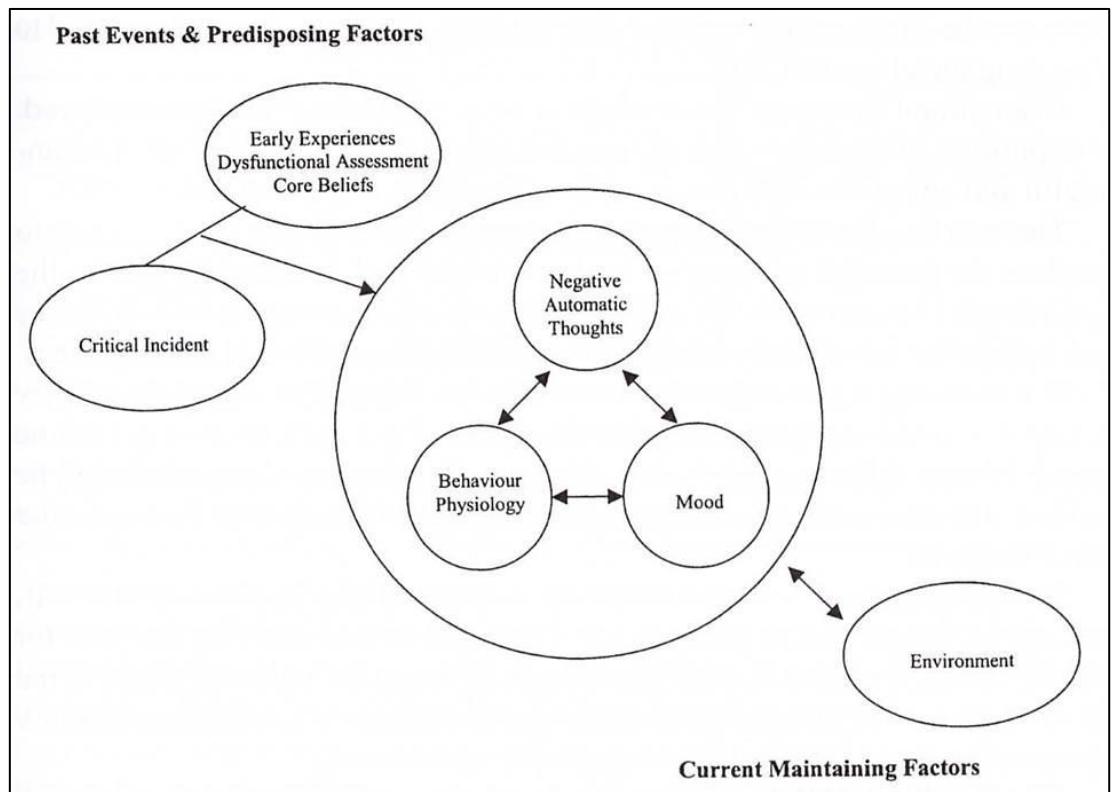 Past Events & Predisposing Factors
Early Experiences
Dysfunctional Assessment
Core Beliefs
Critical Incident
Negative
Automatic
Thoughts
Behaviour
Physiology
Mood
Environment
Current Maintaining Factors